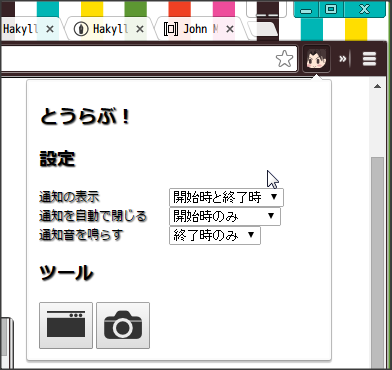 Hakyll
Hakyll
John M
とうらぶ！
設定
通知の表示 開始時と終了時
通知を自動で閉じる 開始時のみ
通知音を鳴らす 終了時のみ
ツール